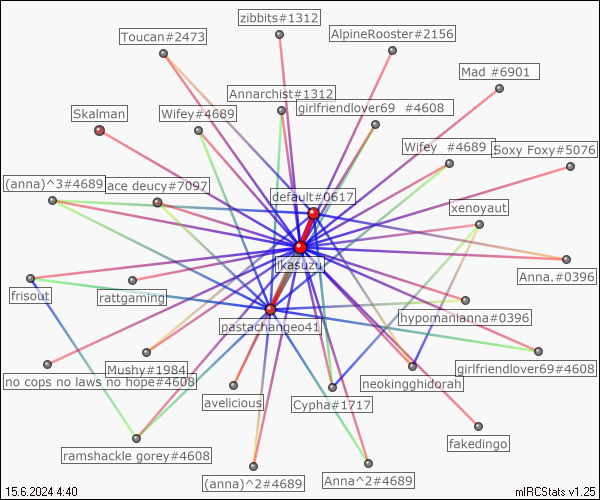 zibbits#1312
Toucan#2473
AlpineRooster#2156
Mad #6901
Annarchist#1312
girlfriendlover69 #4608
Skalman
Wifey#4689
Wifey #4689
Soxy Foxy#5076
(anna)^3#4689
ace deucy#7097
default#0617
xenoyaut
ikasuzu
Anna.#0396
frisout
rattgaming
hypomanianna#0396
pastachangeo41
Mushy#1984
girlfriendlover69#4608
no cops no laws no hope#4608
neokingghidorah
avelicious
Cypha#1717
fakedingo
ramshackle gorey#4608
(anna)^2#4689
Anna^2#4689
15.6.2024 4:40
mIRCStats v1.25